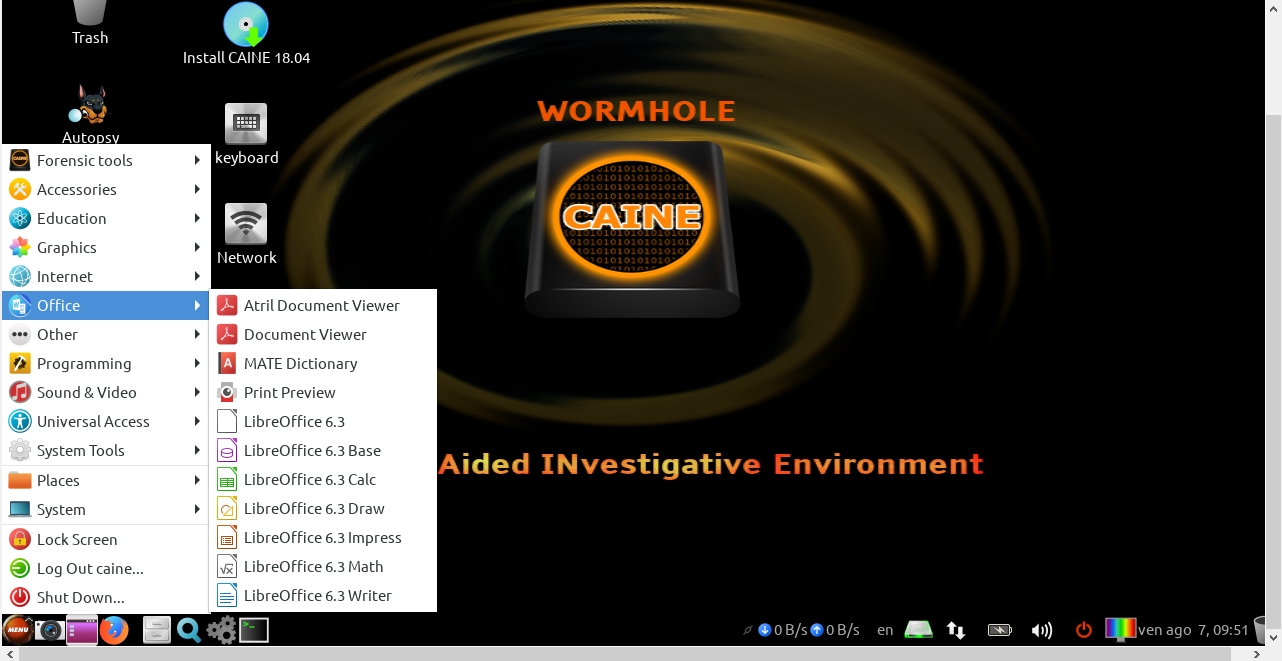 Trash
Install CAINE 18.04
Autopsy
keyboard
Network
WORMHOLE
CAINE
Aided INvestigative Environment
Forensic tools
Accessories
Education
Graphics
Internet
Office
Other
Programming
Sound & Video
Universal Access
System Tools
Places
System
Lock Screen
Log Out caine...
Shut Down...
Atril Document Viewer
Document Viewer
MATE Dictionary
Print Preview
LibreOffice 6.3
LibreOffice 6.3 Base
LibreOffice 6.3 Calc
LibreOffice 6.3 Draw
LibreOffice 6.3 Impress
LibreOffice 6.3 Math
LibreOffice 6.3 Writer
MENU
0 B/s 0 B/s en ven ago 7, 09:51